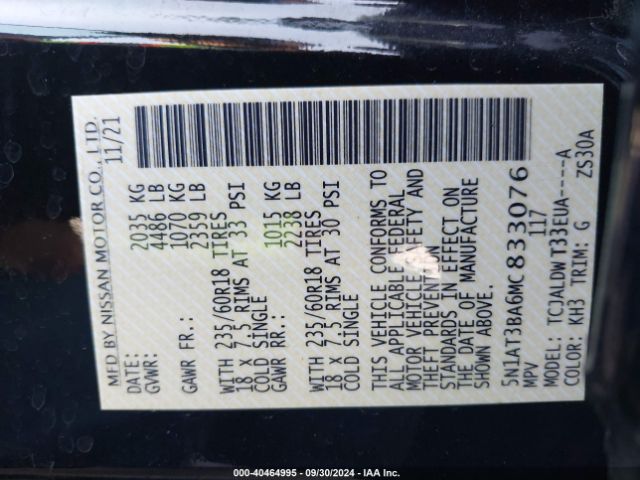 MFD BY NISSAN MOTOR CO., LTD.
DATE: 11/21
GVWR: 2035 KG
4486 LB
GAWR FR.: 1070 KG
2359 LB
WITH 235/60R18 TIRES
18 X 7.5 RIMS AT 33 PSI
COLD SINGLE
GAWR RR.: 1015 KG
2238 LB
WITH 235/60R18 TIRES
18 X 7.5 RIMS AT 30 PSI
COLD SINGLE
THIS VEHICLE CONFORMS TO
ALL APPLICABLE FEDERAL
MOTOR VEHICLE SAFETY AND
THEFT PREVENT
STANDARDS IN EFFECT ON
THE DATE OF MANUFACTURE
SHOWN ABOVE.
5N1AT3BA6MC833076
MPV 117
MODEL: TCJALDWT33EUA----A
COLOR: KH3 TRIM: G ZS30A
000-40464995 - 09/30/2024 - IAA Inc.